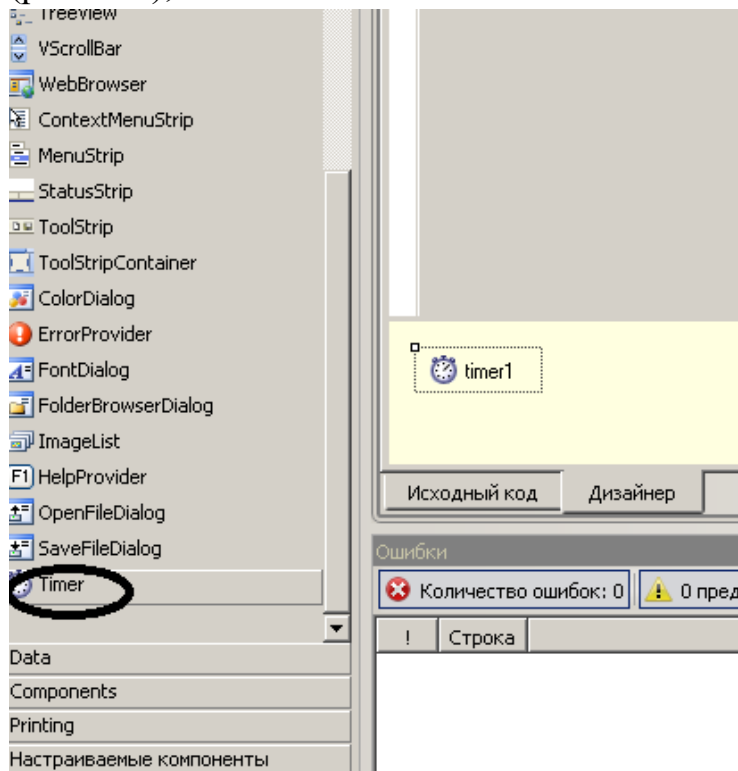 TreeView
VScrollBar
WebBrowser
ContextMenuStrip
MenuStrip
StatusStrip
ToolStrip
ToolStripContainer
ColorDialog
ErrorProvider
FontDialog
FolderBrowserDialog
ImageList
F1 HelpProvider
OpenFileDialog
SaveFileDialog
Timer
Data
Components
Printing
Настраиваемые компоненты
timer1
Исходный код Дизайнер
Ошибки
Количество ошибок: 0 0 пред
! Строка